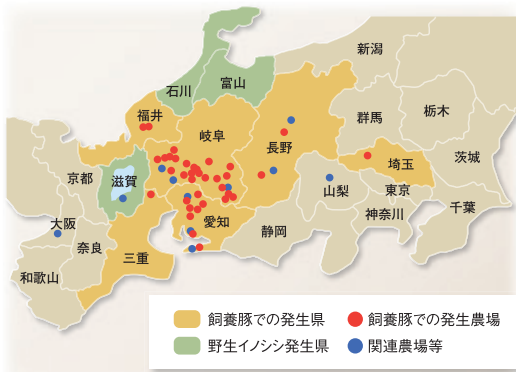 新潟
富山
石川
福井
栃木
群馬
長野
岐阜
茨城
埼玉
京都
滋賀
山梨
東京
千葉
神奈川
愛知
静岡
大阪
奈良
三重
和歌山
飼養豚での発生県
飼養豚での発生農場
野生イノシシ発生県
関連農場等